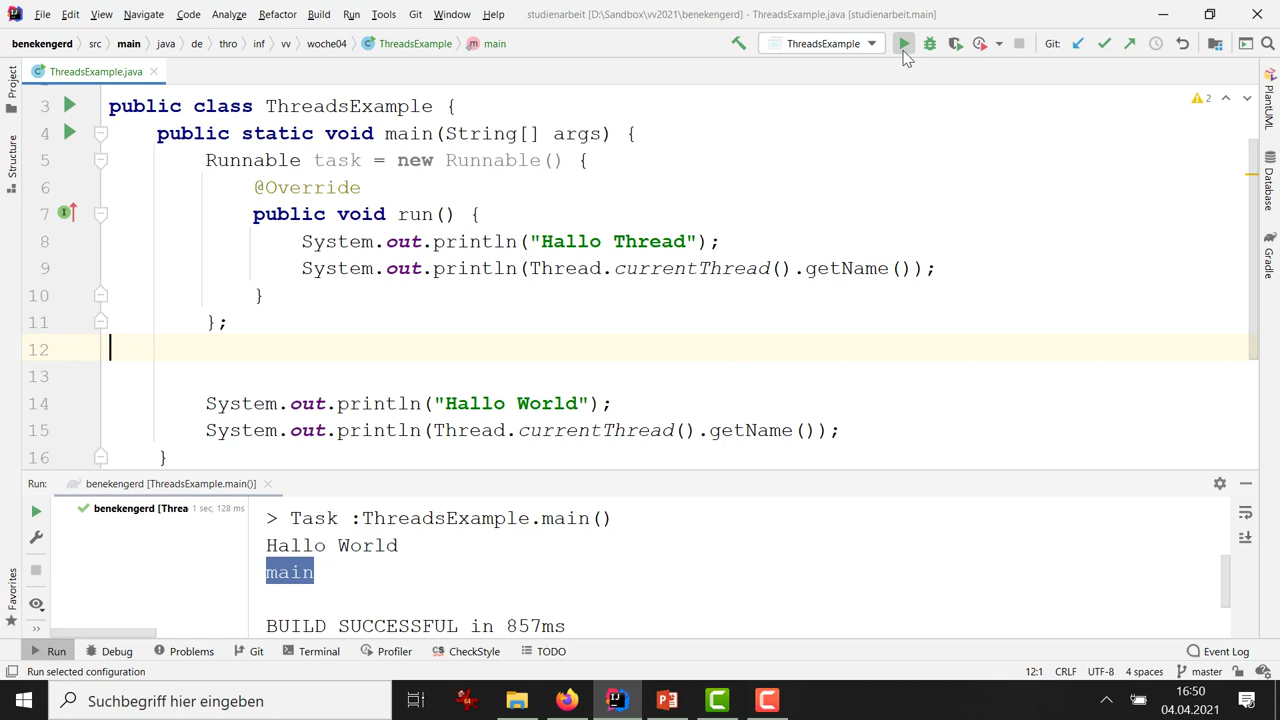 File Edit View Navigate Code Analyze Refactor Build Run Tools Git Window Help studienarbeit [D:\Sandbox\vv2021\benekengerd] - ThreadsExample.java [studienarbeit.main]
benekengerd src main java de thro inf vv woche04 ThreadsExample main ThreadsExample Git:
ThreadsExample.java
Project
Structure
Favorites
PlantUML
Database
Gradle
2
3 public class ThreadsExample {
4 public static void main(String[] args) {
5 Runnable task = new Runnable() {
6 @Override
7 public void run() {
8 System.out.println("Hallo Thread");
9 System.out.println(Thread.currentThread().getName());
10 }
11 };
12
13
14 System.out.println("Hallo World");
15 System.out.println(Thread.currentThread().getName());
16 }
Run: benekengerd [ThreadsExample.main()]
benekengerd [Threa 1 sec, 128 ms
> Task :ThreadsExample.main()
Hallo World
main
BUILD SUCCESSFUL in 857ms
Run Debug Problems Git Terminal Profiler CheckStyle TODO Event Log
Run selected configuration 12:1 CRLF UTF-8 4 spaces master
Suchbegriff hier eingeben
16:50
04.04.2021